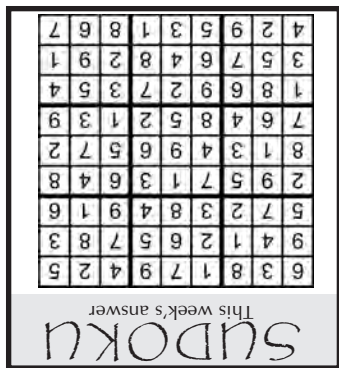 SUDOKU
This week's answer
6 3 8 1 7 9 4 2 5
9 4 1 2 6 5 7 8 3
5 7 2 3 8 4 9 1 6
2 9 5 7 1 3 6 4 8
8 1 3 4 9 6 5 7 2
7 6 4 8 5 2 1 3 9
1 8 6 9 2 7 3 5 4
3 5 7 6 4 8 2 9 1
4 2 9 5 3 1 8 6 7